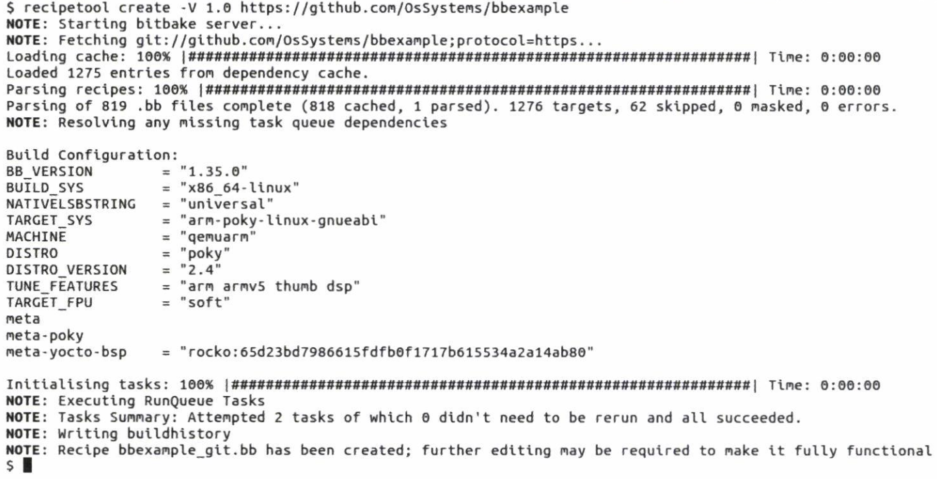 $ recipetool create -V 1.0 https://github.com/OsSystems/bbexample
NOTE: Starting bitbake server...
NOTE: Fetching git://github.com/OsSystems/bbexample;protocol=https...
Loading cache: 100% |#################################################################| Time: 0:00:00
Loaded 1275 entries from dependency cache.
Parsing recipes: 100% |###############################################################| Time: 0:00:00
Parsing of 819 .bb files complete (818 cached, 1 parsed). 1276 targets, 62 skipped, 0 masked, 0 errors.
NOTE: Resolving any missing task queue dependencies

Build Configuration:
BB_VERSION        = "1.35.0"
BUILD_SYS         = "x86_64-linux"
NATIVELSBSTRING   = "universal"
TARGET_SYS        = "arm-poky-linux-gnueabi"
MACHINE           = "qemuarm"
DISTRO            = "poky"
DISTRO_VERSION    = "2.4"
TUNE_FEATURES     = "arm armv5 thumb dsp"
TARGET_FPU        = "soft"
meta
meta-poky
meta-yocto-bsp    = "rocko:65d23bd7986615fdfb0f1717b615534a2a14ab80"

Initialising tasks: 100% |############################################################| Time: 0:00:00
NOTE: Executing RunQueue Tasks
NOTE: Tasks Summary: Attempted 2 tasks of which 0 didn't need to be rerun and all succeeded.
NOTE: Writing buildhistory
NOTE: Recipe bbexample_git.bb has been created; further editing may be required to make it fully functional
$